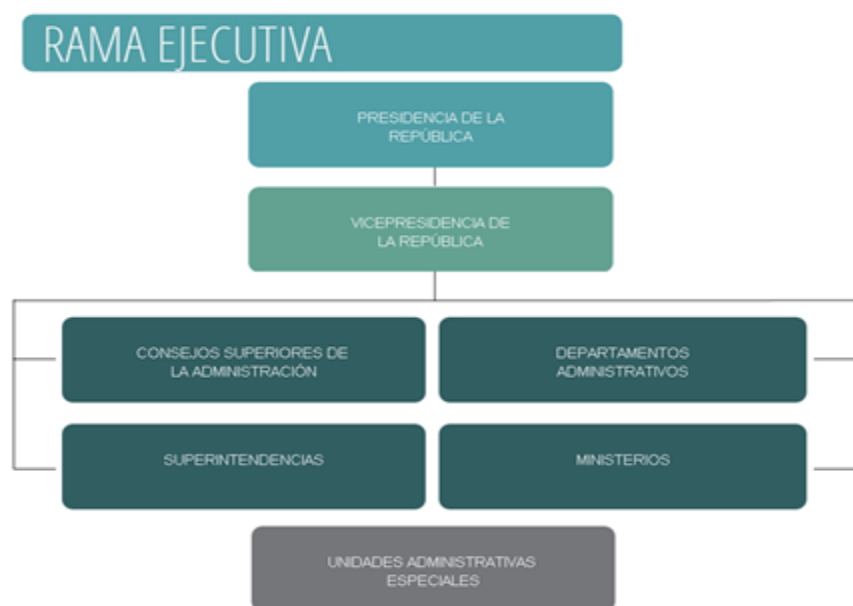 RAMA EJECUTIVA
PRESIDENCIA DE LA
REPÚBLICA
VICEPRESIDENCIA DE
LA REPÚBLICA
CONSEJOS SUPERIORES DE
LA ADMINISTRACIÓN
DEPARTAMENTOS
ADMINISTRATIVOS
SUPERINTENDENCIAS
MINISTERIOS
UNIDADES ADMINISTRATIVAS
ESPECIALES